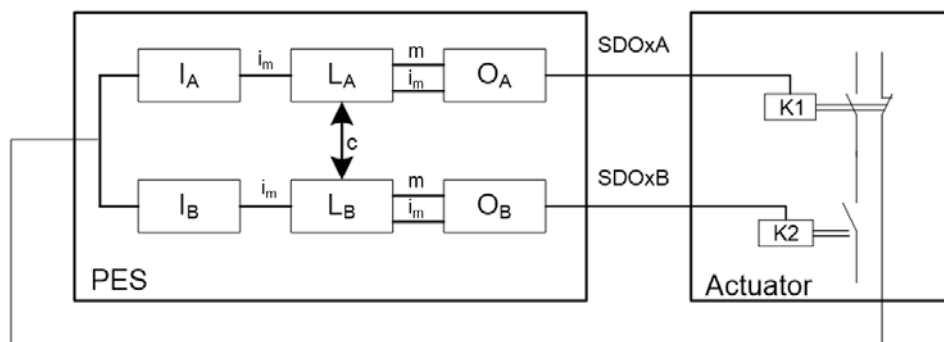 SDOxA
I_A i_m L_A m i_m O_A
K1
c
SDOxB
I_B i_m L_B m i_m O_B
K2
PES
Actuator